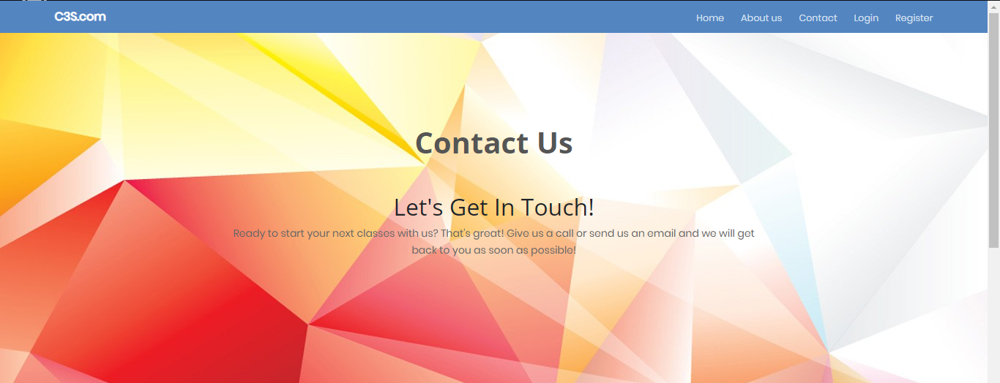 C3S.com
Home About us Contact Login Register
Contact Us
Let's Get In Touch!
Ready to start your next classes with us? That's great! Give us a call or send us an email and we will get
back to you as soon as possible!